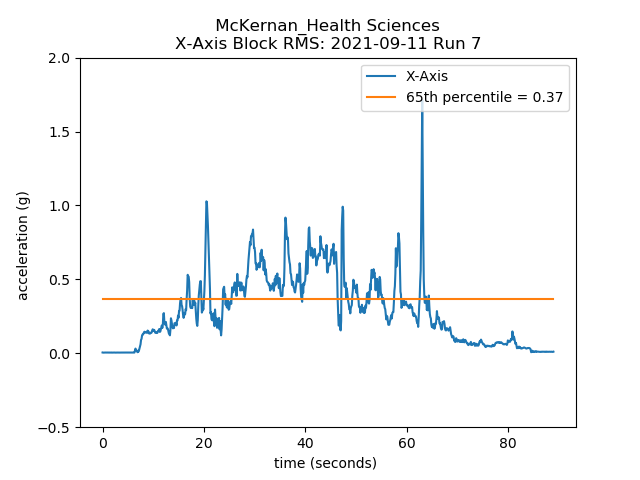 McKernan_Health Sciences
X-Axis Block RMS: 2021-09-11 Run 7
X-Axis
65th percentile = 0.37
2.0
1.5
1.0
0.5
0.0
−0.5
acceleration (g)
0 20 40 60 80
time (seconds)